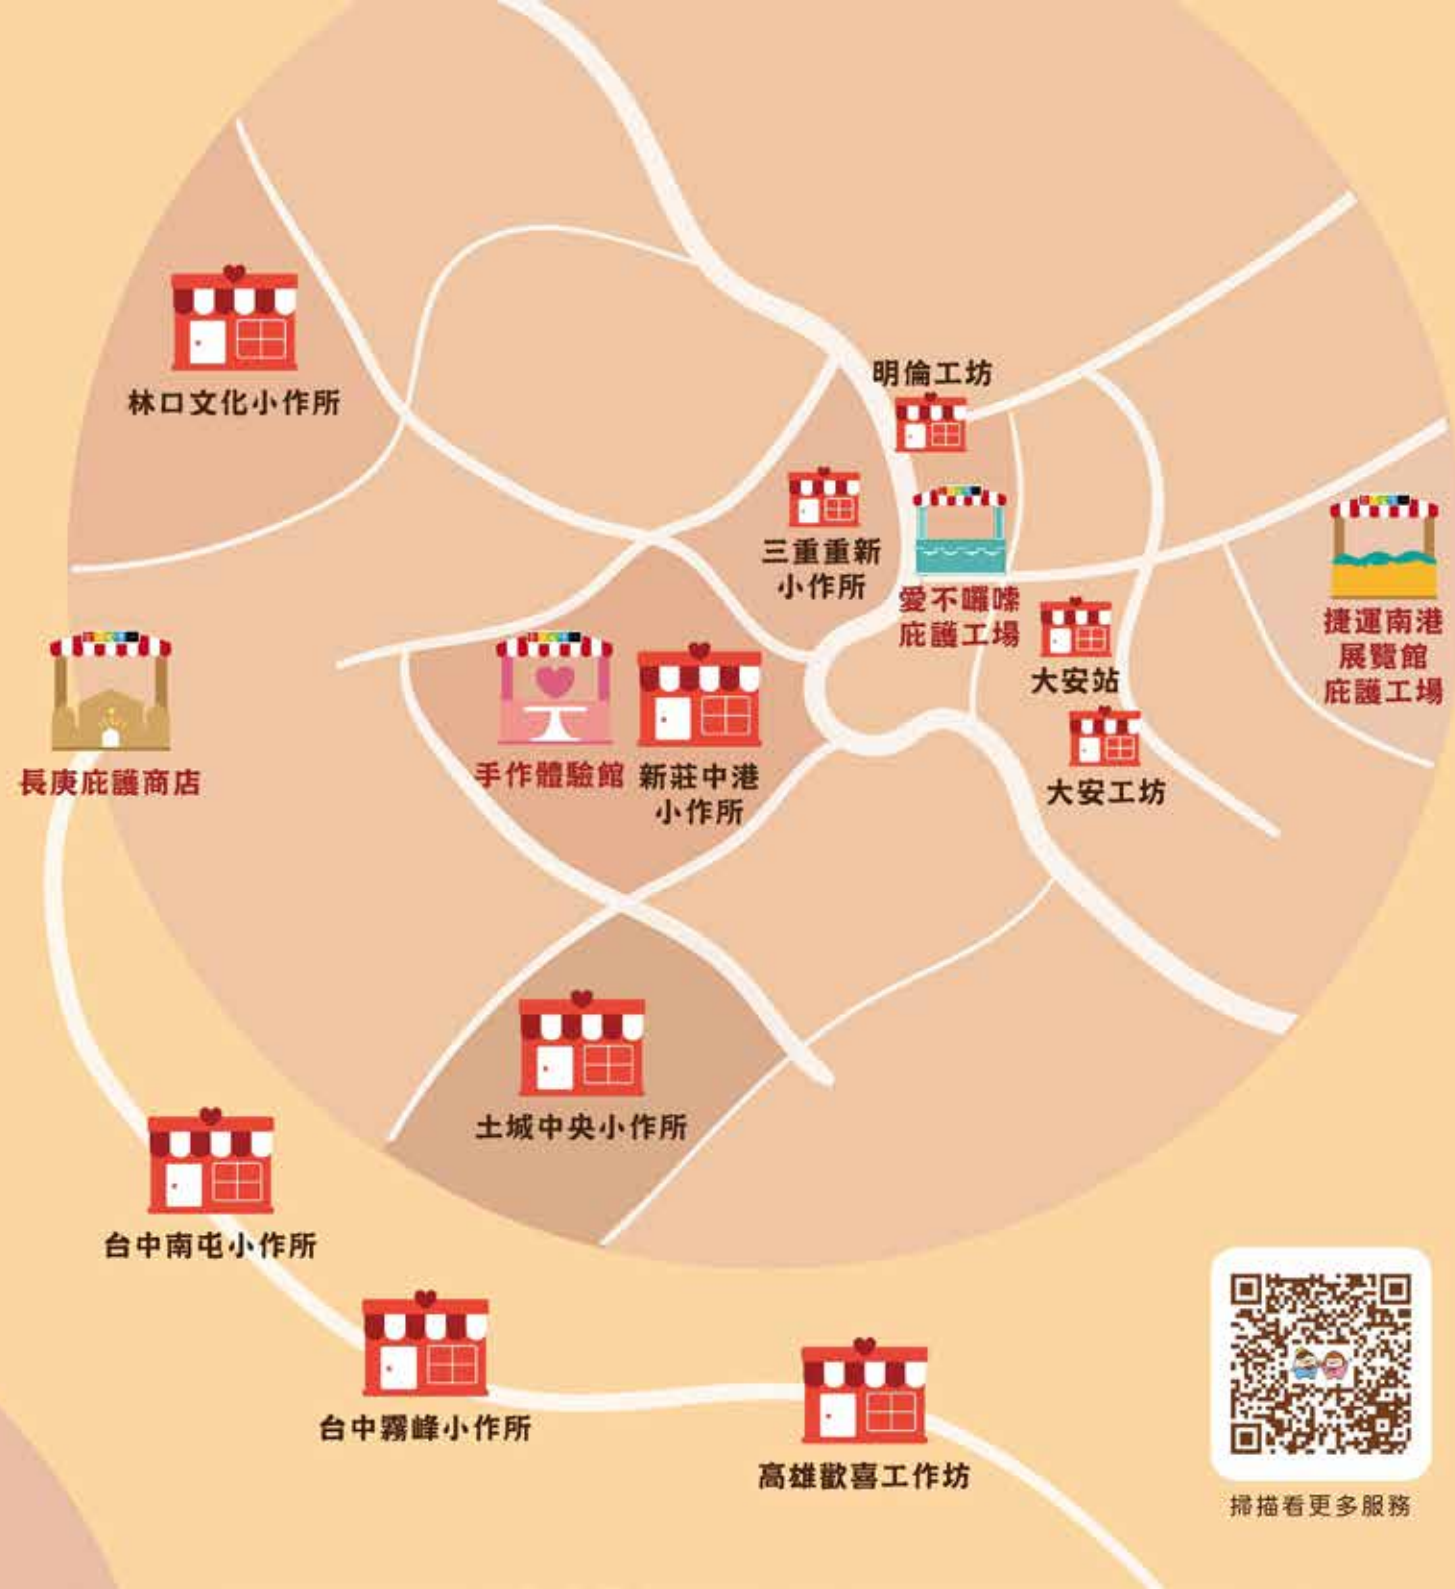 林口文化小作所
明倫工坊
三重重新
小作所
愛不囉嗦
庇護工場
大安站
大安工坊
捷運南港
展覽館
庇護工場
長庚庇護商店
手作體驗館
新莊中港
小作所
土城中央小作所
台中南屯小作所
台中霧峰小作所
高雄歡喜工作坊
掃描看更多服務